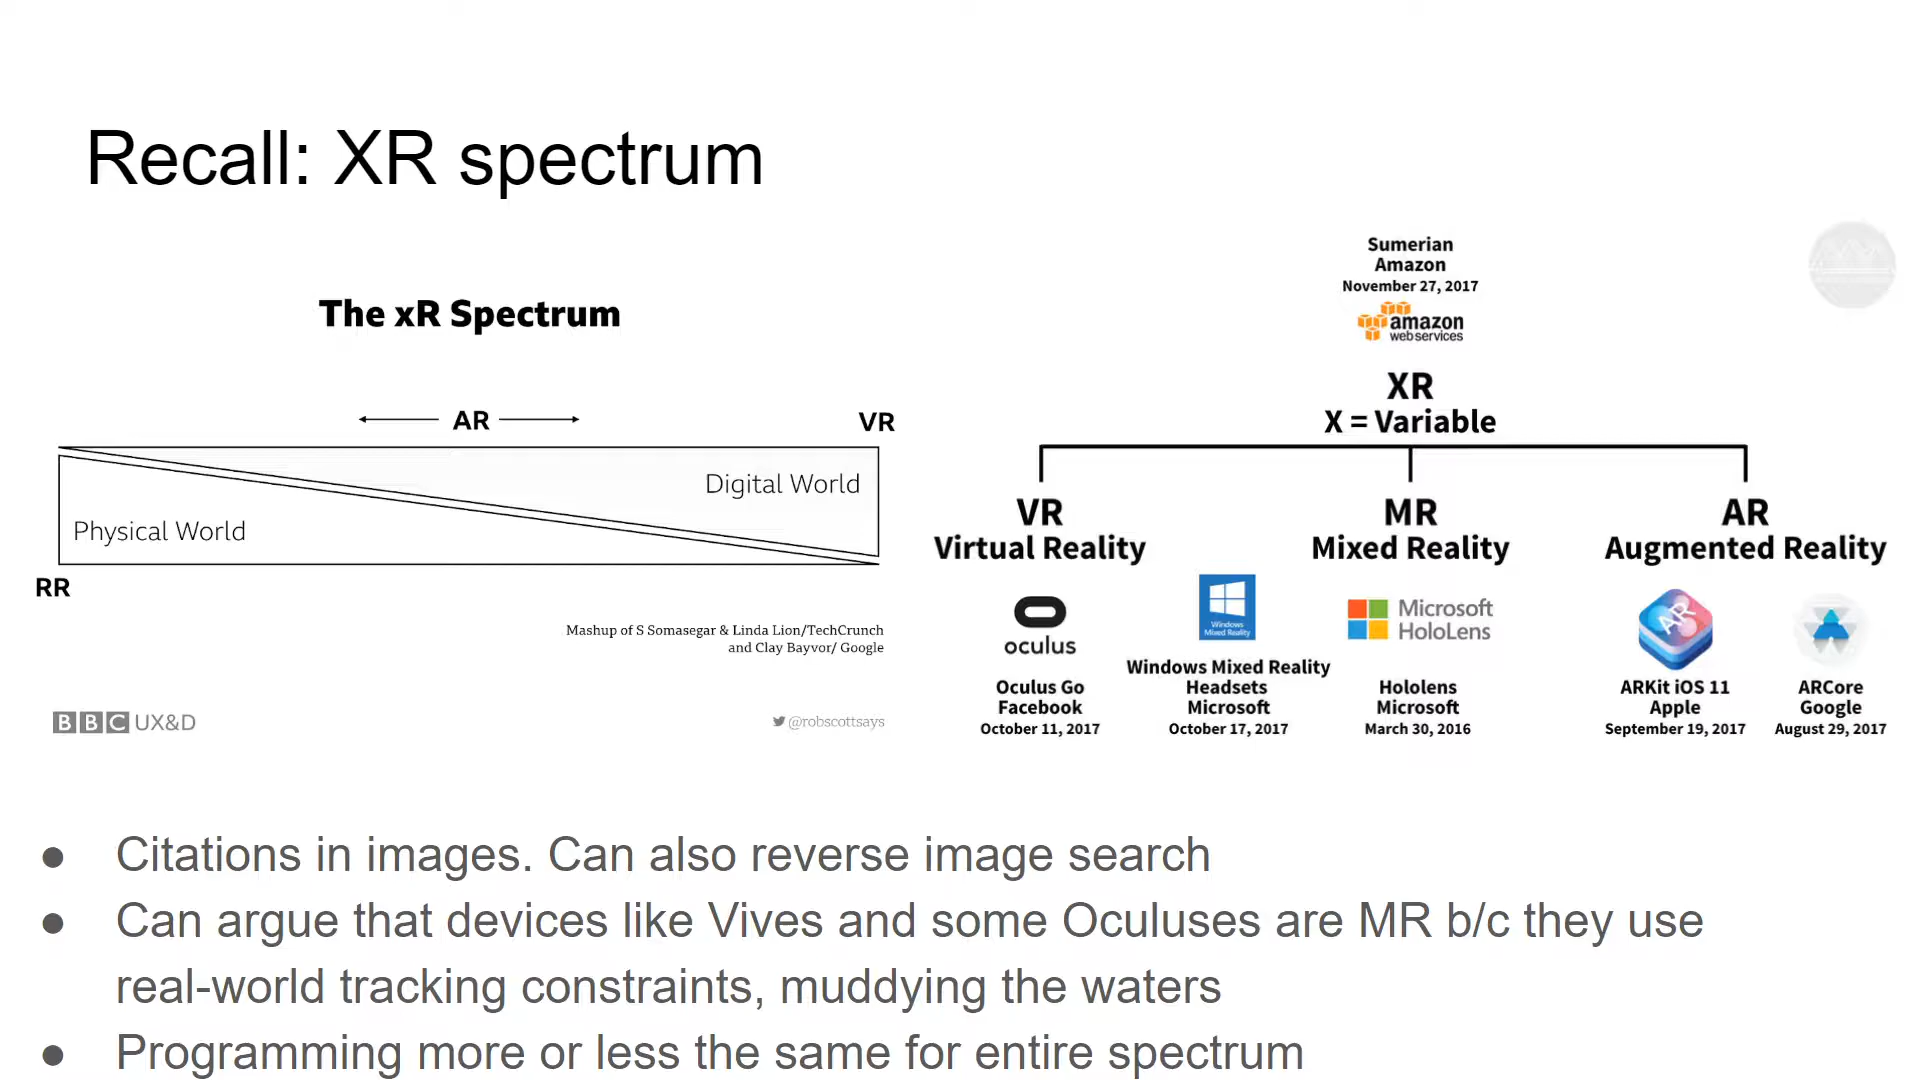 Recall: XR spectrum
The xR Spectrum
AR
VR
Digital World
Physical World
RR
Mashup of S Somasegar & Linda Lion/TechCrunch
and Clay Bayvor/ Google
BBC UX&D
@robscottsays
Sumerian
Amazon
November 27, 2017
amazon
webservices
XR
X = Variable
VR
Virtual Reality
MR
Mixed Reality
AR
Augmented Reality
oculus
Oculus Go
Facebook
October 11, 2017
Windows
Mixed Reality
Windows Mixed Reality
Headsets
Microsoft
October 17, 2017
Microsoft
HoloLens
Hololens
Microsoft
March 30, 2016
AR
ARKit iOS 11
Apple
September 19, 2017
ARCore
Google
August 29, 2017
● Citations in images. Can also reverse image search
● Can argue that devices like Vives and some Oculuses are MR b/c they use
real-world tracking constraints, muddying the waters
● Programming more or less the same for entire spectrum